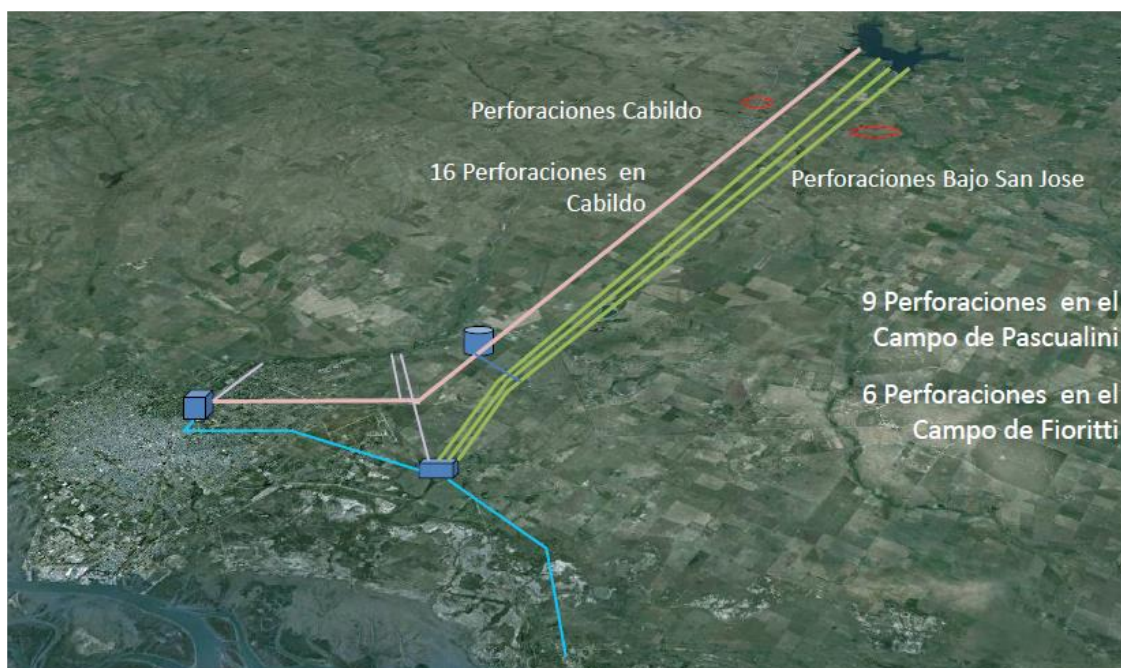 Perforaciones Cabildo
16 Perforaciones en
Cabildo
Perforaciones Bajo San Jose
9 Perforaciones en el
Campo de Pascualini
6 Perforaciones en el
Campo de Fioritti